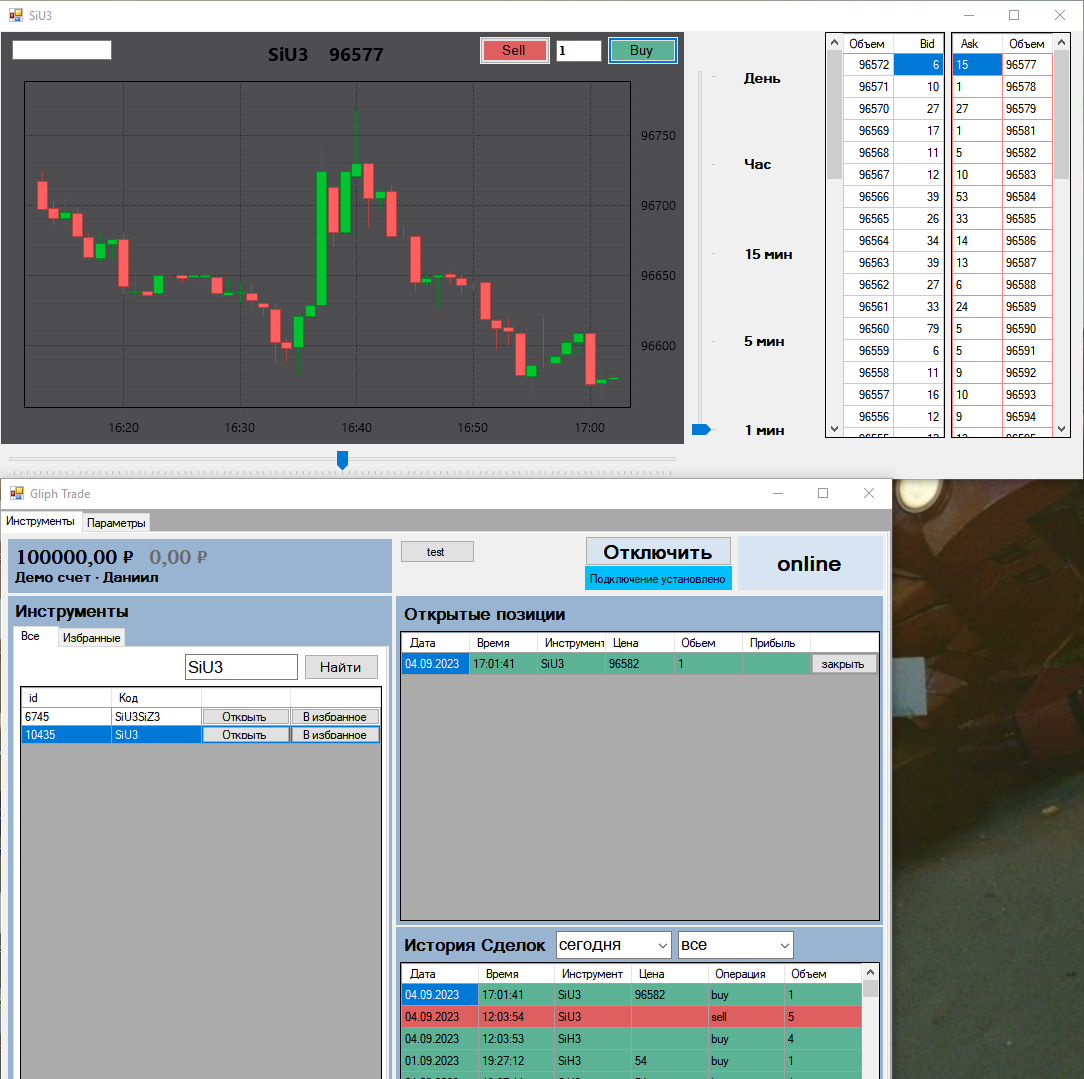 SiU3
SiU3 96577
Sell
1
Buy
96750
96700
96650
96600
16:20 16:30 16:40 16:50 17:00
День
Час
15 мин
5 мин
1 мин
Обьем Bid Ask Обьем
96572 6 15 96577
96571 10 1 96578
96570 27 27 96579
96569 17 1 96581
96568 11 5 96582
96567 12 10 96583
96566 39 53 96584
96565 26 33 96585
96564 34 14 96586
96563 39 13 96587
96562 27 6 96588
96561 33 24 96589
96560 79 5 96590
96559 6 5 96591
96558 11 9 96592
96557 16 10 96593
96556 12 9 96594
Gliph Trade
Инструменты Параметры
100000,00 ₽ 0,00 ₽
Демо счет · Даниил
test
Отключить
Подключение установлено
online
Инструменты
Все Избранные
SiU3 Найти
id Код
6745 SiU3SiZ3 Открыть В избранное
10435 SiU3 Открыть В избранное
Открытые позиции
Дата Время Инструмент Цена Обьем Прибыль
04.09.2023 17:01:41 SiU3 96582 1 закрыть
История Сделок сегодня все
Дата Время Инструмент Цена Операция Объем
04.09.2023 17:01:41 SiU3 96582 buy 1
04.09.2023 12:03:54 SiU3 sell 5
04.09.2023 12:03:53 SiH3 buy 4
01.09.2023 19:27:12 SiH3 54 buy 1